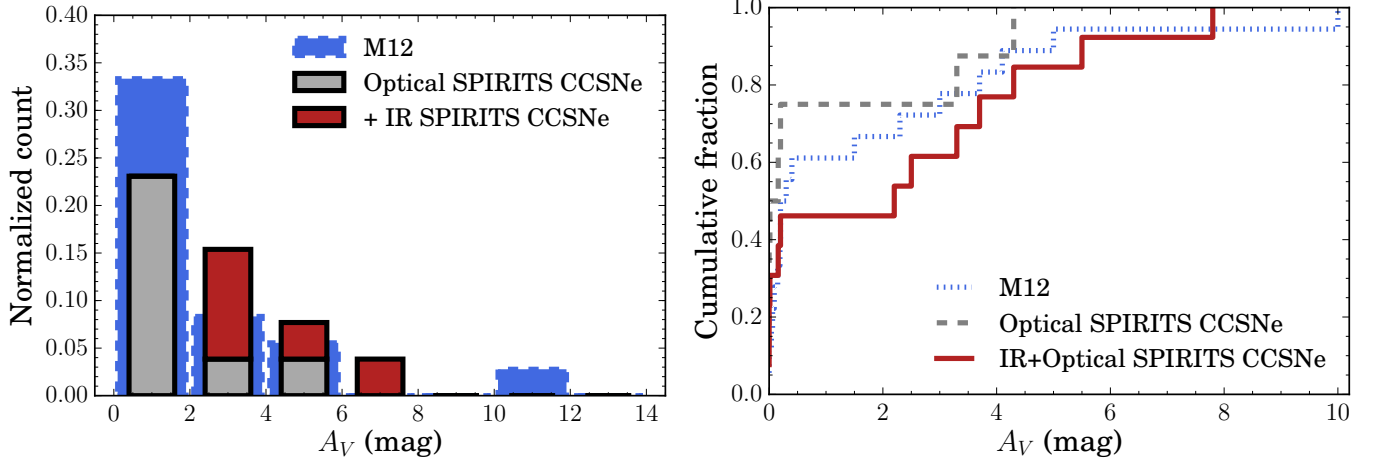 0.40
0.35
0.30
0.25
0.20
0.15
0.10
0.05
0.00
Normalized count
M12
Optical SPIRITS CCSNe
+ IR SPIRITS CCSNe
0 2 4 6 8 10 12 14
A_V (mag)
1.0
0.8
0.6
0.4
0.2
0.0
Cumulative fraction
M12
Optical SPIRITS CCSNe
IR+Optical SPIRITS CCSNe
0 2 4 6 8 10
A_V (mag)